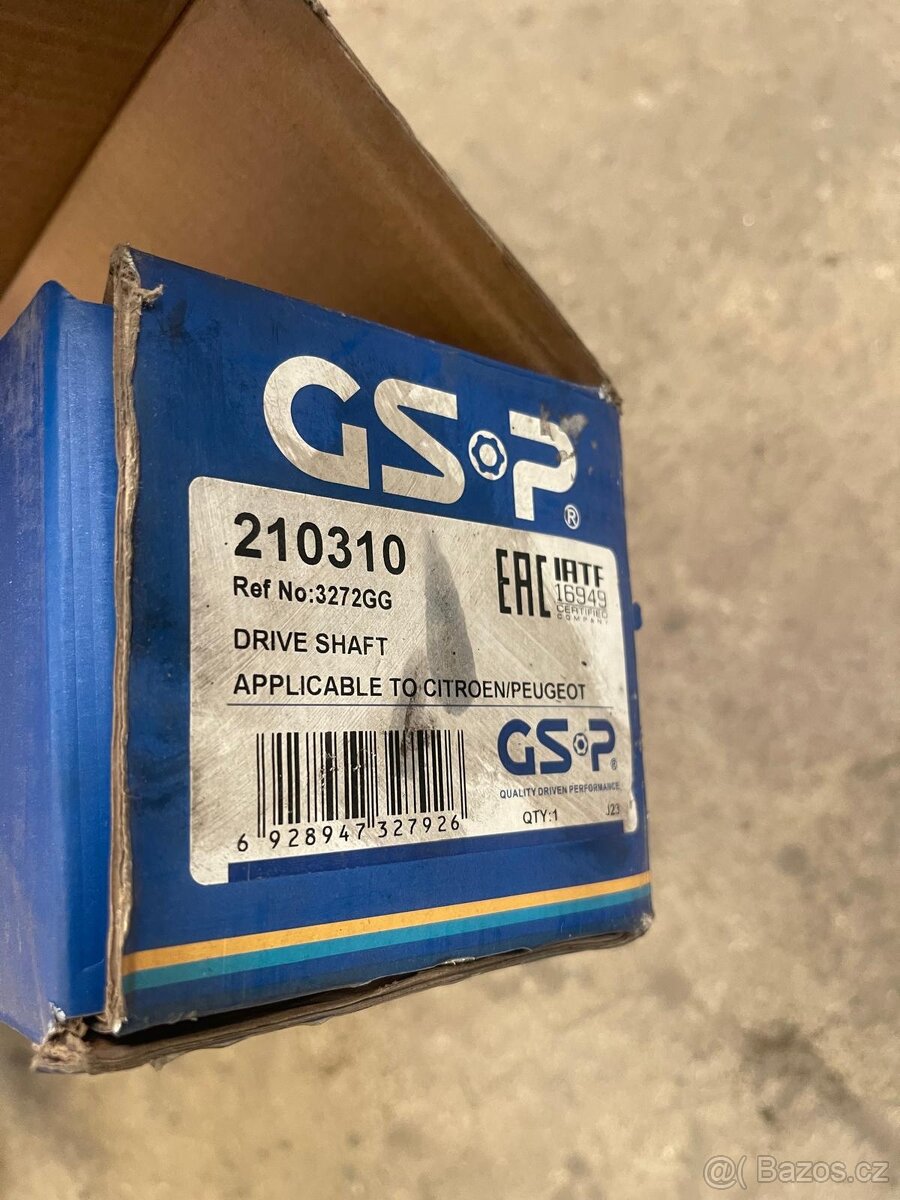 GSP®
210310
Ref No:3272GG
EAC IATF
16949
CERTIFIED
COMPANY
DRIVE SHAFT
APPLICABLE TO CITROEN/PEUGEOT
GSP®
QUALITY DRIVEN PERFORMANCE
6 928947 327926
QTY:1 J23
@( Bazos.cz